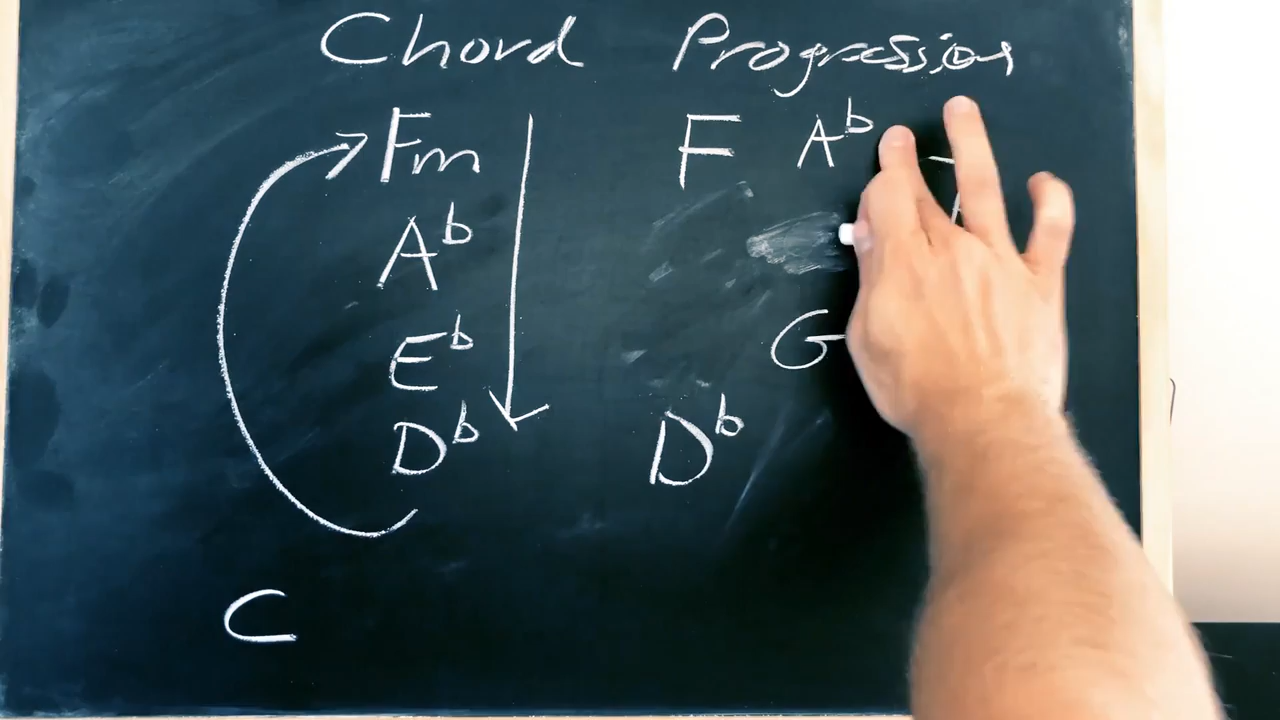 Chord Progression
Fm F A♭
A♭
E♭ G
D♭ D♭
C